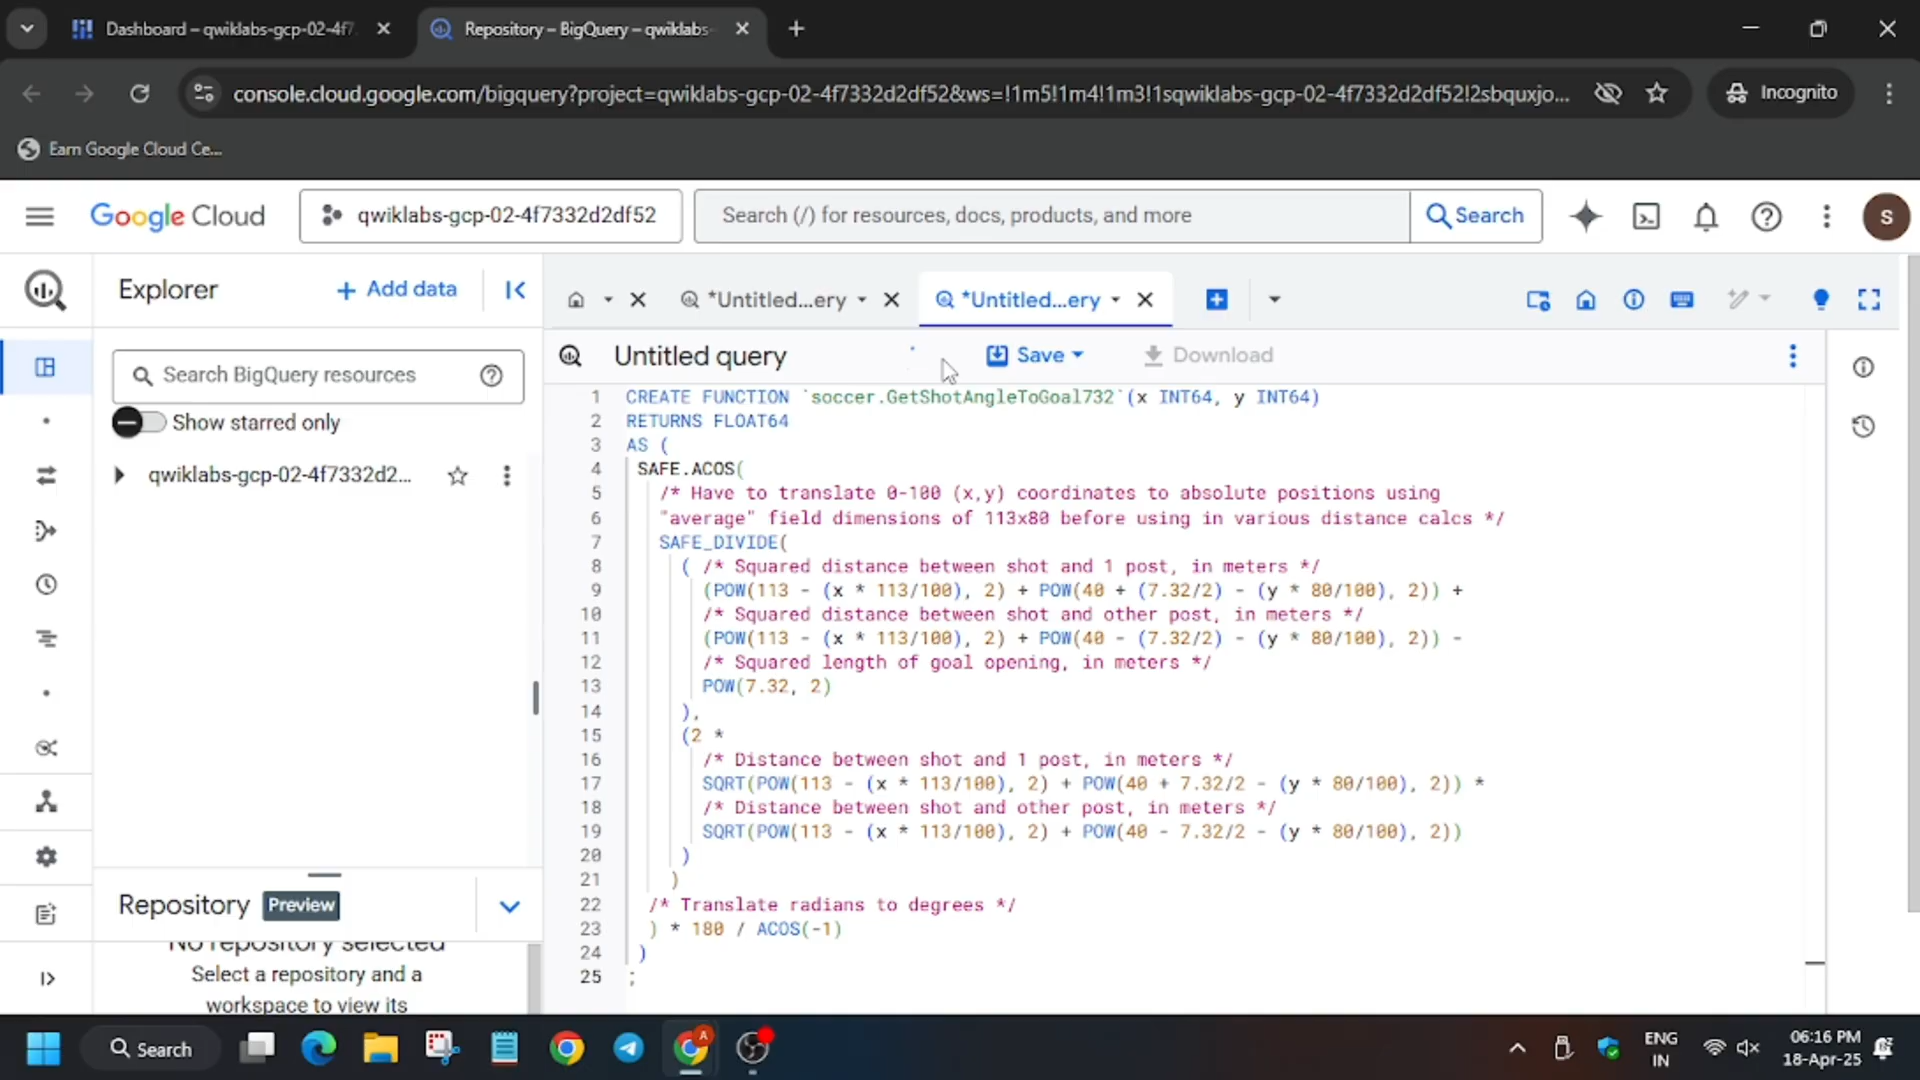 Dashboard – qwiklabs-gcp-02-4f7
Repository – BigQuery – qwiklabs-
console.cloud.google.com/bigquery?project=qwiklabs-gcp-02-4f7332d2df52&ws=!1m5!1m4!1m3!1sqwiklabs-gcp-02-4f7332d2df52!2sbquxjo...
Incognito
Earn Google Cloud Ce...
Google Cloud
qwiklabs-gcp-02-4f7332d2df52
Search (/) for resources, docs, products, and more
Search
S
Explorer
+ Add data
*Untitled...ery
*Untitled...ery
Search BigQuery resources
Show starred only
qwiklabs-gcp-02-4f7332d2...
Untitled query
Save
Download
1 CREATE FUNCTION `soccer.GetShotAngleToGoal732`(x INT64, y INT64)
2 RETURNS FLOAT64
3 AS (
4 SAFE.ACOS(
5 /* Have to translate 0-100 (x,y) coordinates to absolute positions using
6 "average" field dimensions of 113x80 before using in various distance calcs */
7 SAFE_DIVIDE(
8 ( /* Squared distance between shot and 1 post, in meters */
9 (POW(113 - (x * 113/100), 2) + POW(40 + (7.32/2) - (y * 80/100), 2)) +
10 /* Squared distance between shot and other post, in meters */
11 (POW(113 - (x * 113/100), 2) + POW(40 - (7.32/2) - (y * 80/100), 2)) -
12 /* Squared length of goal opening, in meters */
13 POW(7.32, 2)
14 ),
15 (2 *
16 /* Distance between shot and 1 post, in meters */
17 SQRT(POW(113 - (x * 113/100), 2) + POW(40 + 7.32/2 - (y * 80/100), 2)) *
18 /* Distance between shot and other post, in meters */
19 SQRT(POW(113 - (x * 113/100), 2) + POW(40 - 7.32/2 - (y * 80/100), 2))
20 )
21 )
22 /* Translate radians to degrees */
23 ) * 180 / ACOS(-1)
24 )
25 ;
Repository Preview
No repository selected
Select a repository and a
workspace to view its
Search
A
ENG
IN
06:16 PM
18-Apr-25